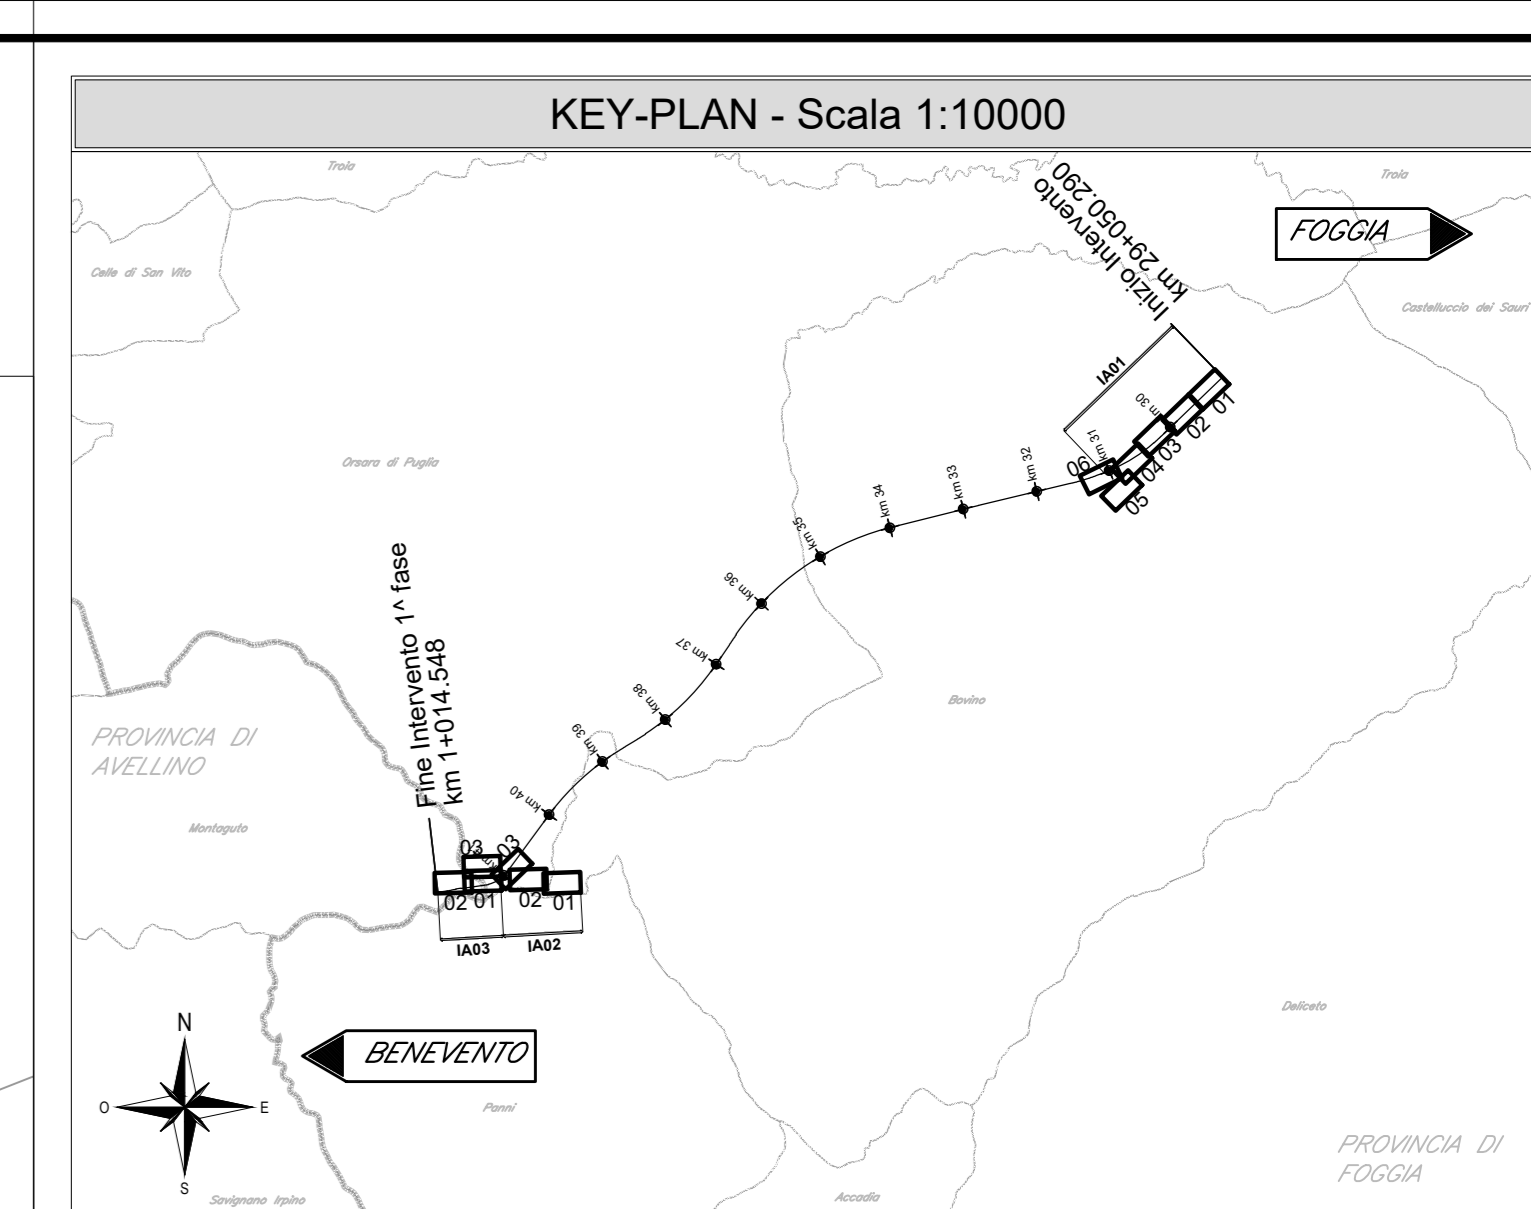 KEY-PLAN - Scala 1:10000
Troia
Troia
Inizio Intervento
km 29+050.290
FOGGIA
Celle di San Vito
Castelluccio dei Sauri
IA01
01
02
03
04
05
06
km 30
km 31
km 32
km 33
km 34
km 35
km 36
km 37
km 38
km 39
km 40
Orsara di Puglia
Fine Intervento 1^ fase
km 1+014.548
Bovino
PROVINCIA DI
AVELLINO
Montaguto
03
03
02
01
02
01
IA03
IA02
Deliceto
N
O
E
S
BENEVENTO
Panni
PROVINCIA DI
FOGGIA
Savignano Irpino
Accadia